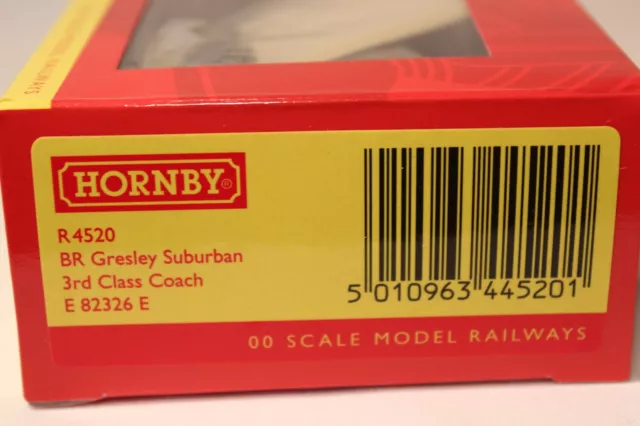 HORNBY®
R4520
BR Gresley Suburban
3rd Class Coach
E 82326 E
5 010963 445201
00 SCALE MODEL RAILWAYS